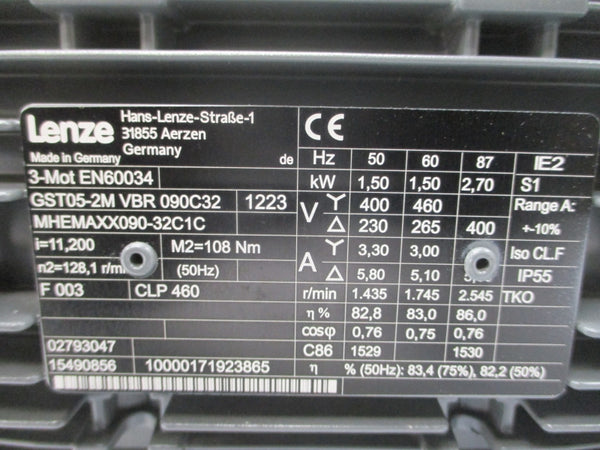 Lenze
Hans-Lenze-Straße-1
31855 Aerzen
Germany
Made in Germany
de
3-Mot EN60034
GST05-2M VBR 090C32 1223
MHEMAXX090-32C1C
i=11,200 M2=108 Nm
n2=128,1 r/mi (50Hz)
F 003 CLP 460
02793047
15490856 10000171923865
CE
Hz 50 60 87 IE2
kW 1,50 1,50 2,70 S1
V Y 400 460 Range A:
△ 230 265 400 +-10%
A Y 3,30 3,00 Iso CL.F
△ 5,80 5,10 IP55
r/min 1.435 1.745 2.545 TKO
η % 82,8 83,0 86,0
cosφ 0,76 0,75 0,76
C86 1529 1530
η % (50Hz): 83,4 (75%), 82,2 (50%)